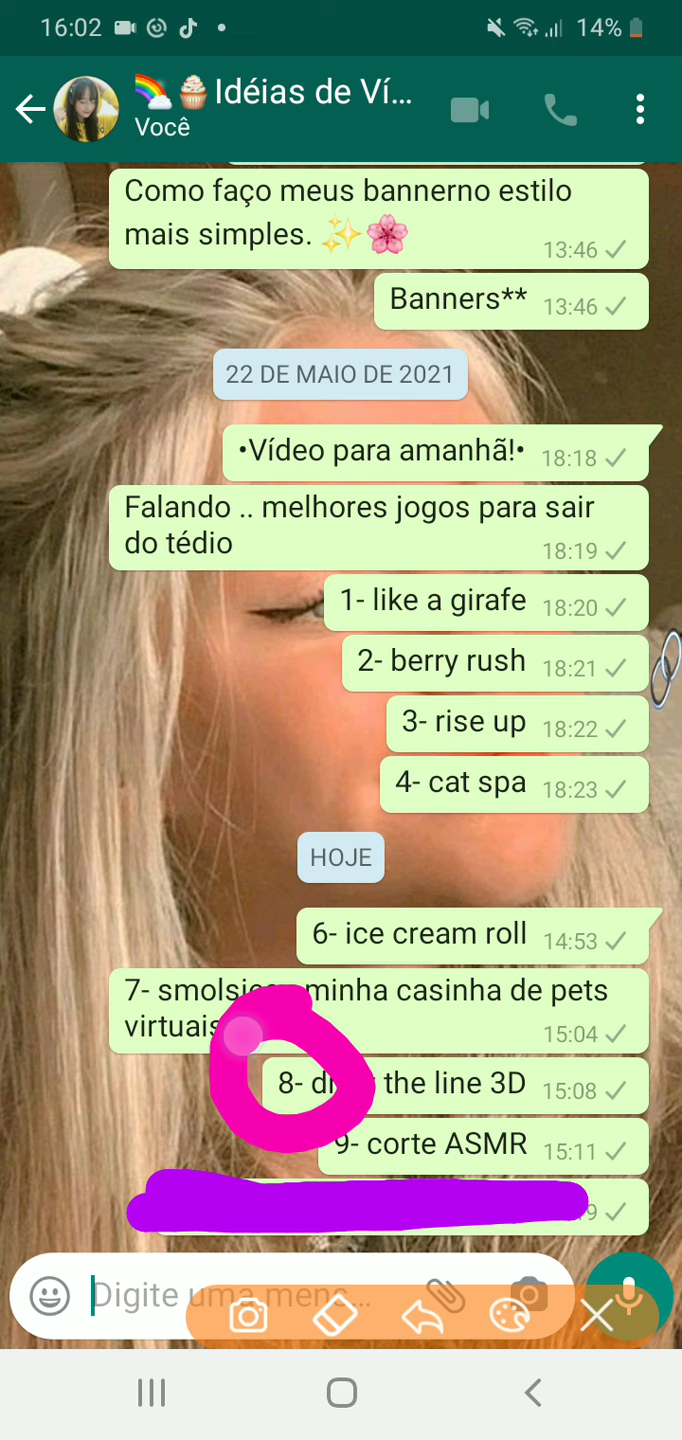 16:02
14%
Idéias de Ví...
Você
Como faço meus bannerno estilo
mais simples. ✨🌸
13:46
Banners** 13:46
22 DE MAIO DE 2021
•Vídeo para amanhã!• 18:18
Falando .. melhores jogos para sair
do tédio 18:19
1- like a girafe 18:20
2- berry rush 18:21
3- rise up 18:22
4- cat spa 18:23
HOJE
6- ice cream roll 14:53
7- minha casinha de pets
virtuais 15:04
8- the line 3D 15:08
9- corte ASMR 15:11
Digite uma mens...